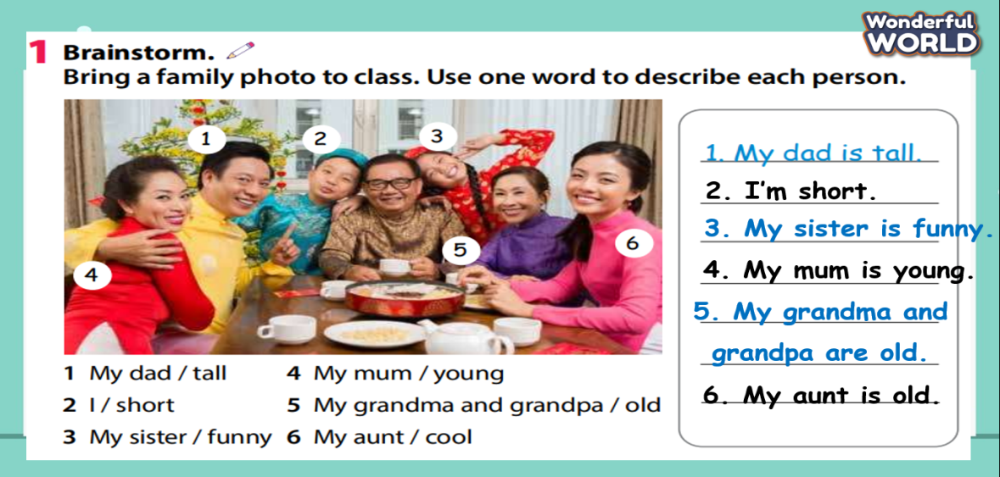 Wonderful
WORLD
1 Brainstorm.
Bring a family photo to class. Use one word to describe each person.
1
2
3
4
5
6
1 My dad / tall
2 I / short
3 My sister / funny
4 My mum / young
5 My grandma and grandpa / old
6 My aunt / cool
1. My dad is tall.
2. I'm short.
3. My sister is funny.
4. My mum is young.
5. My grandma and
grandpa are old.
6. My aunt is old.